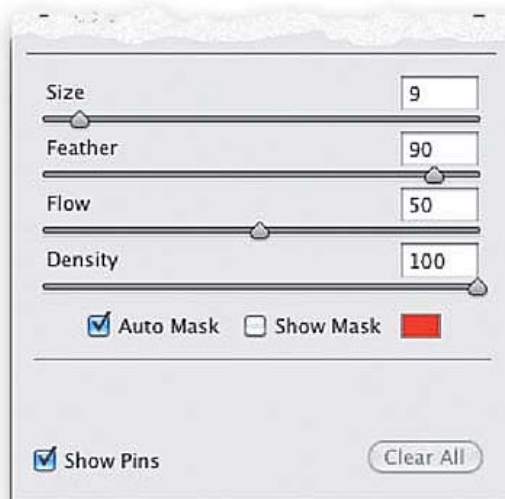 Size 9
Feather 90
Flow 50
Density 100
Auto Mask Show Mask
Show Pins Clear All